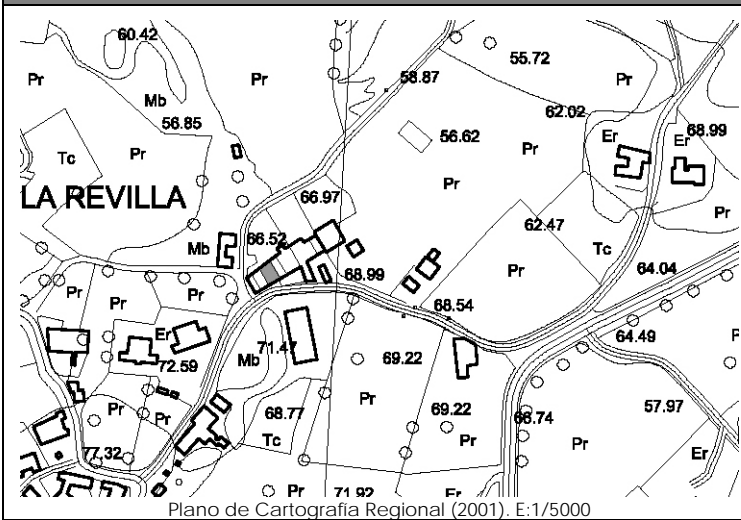 60.42
58.87
55.72
Pr
Pr
Pr
Mb
62.02
56.85
56.62
Er
Er
68.99
Tc
Pr
Pr
Pr
66.97
LA REVILLA
Pr
62.47
66.52
Mb
Tc
68.99
Pr
64.04
Pr
Pr
Pr
68.54
Er
64.49
Mb
71.47
72.59
69.22
Pr
57.97
Pr
Pr
68.77
69.22
66.74
Tc
Pr
Pr
Er
77.32
Pr
71.92
Er
Plano de Cartografía Regional (2001). E:1/5000